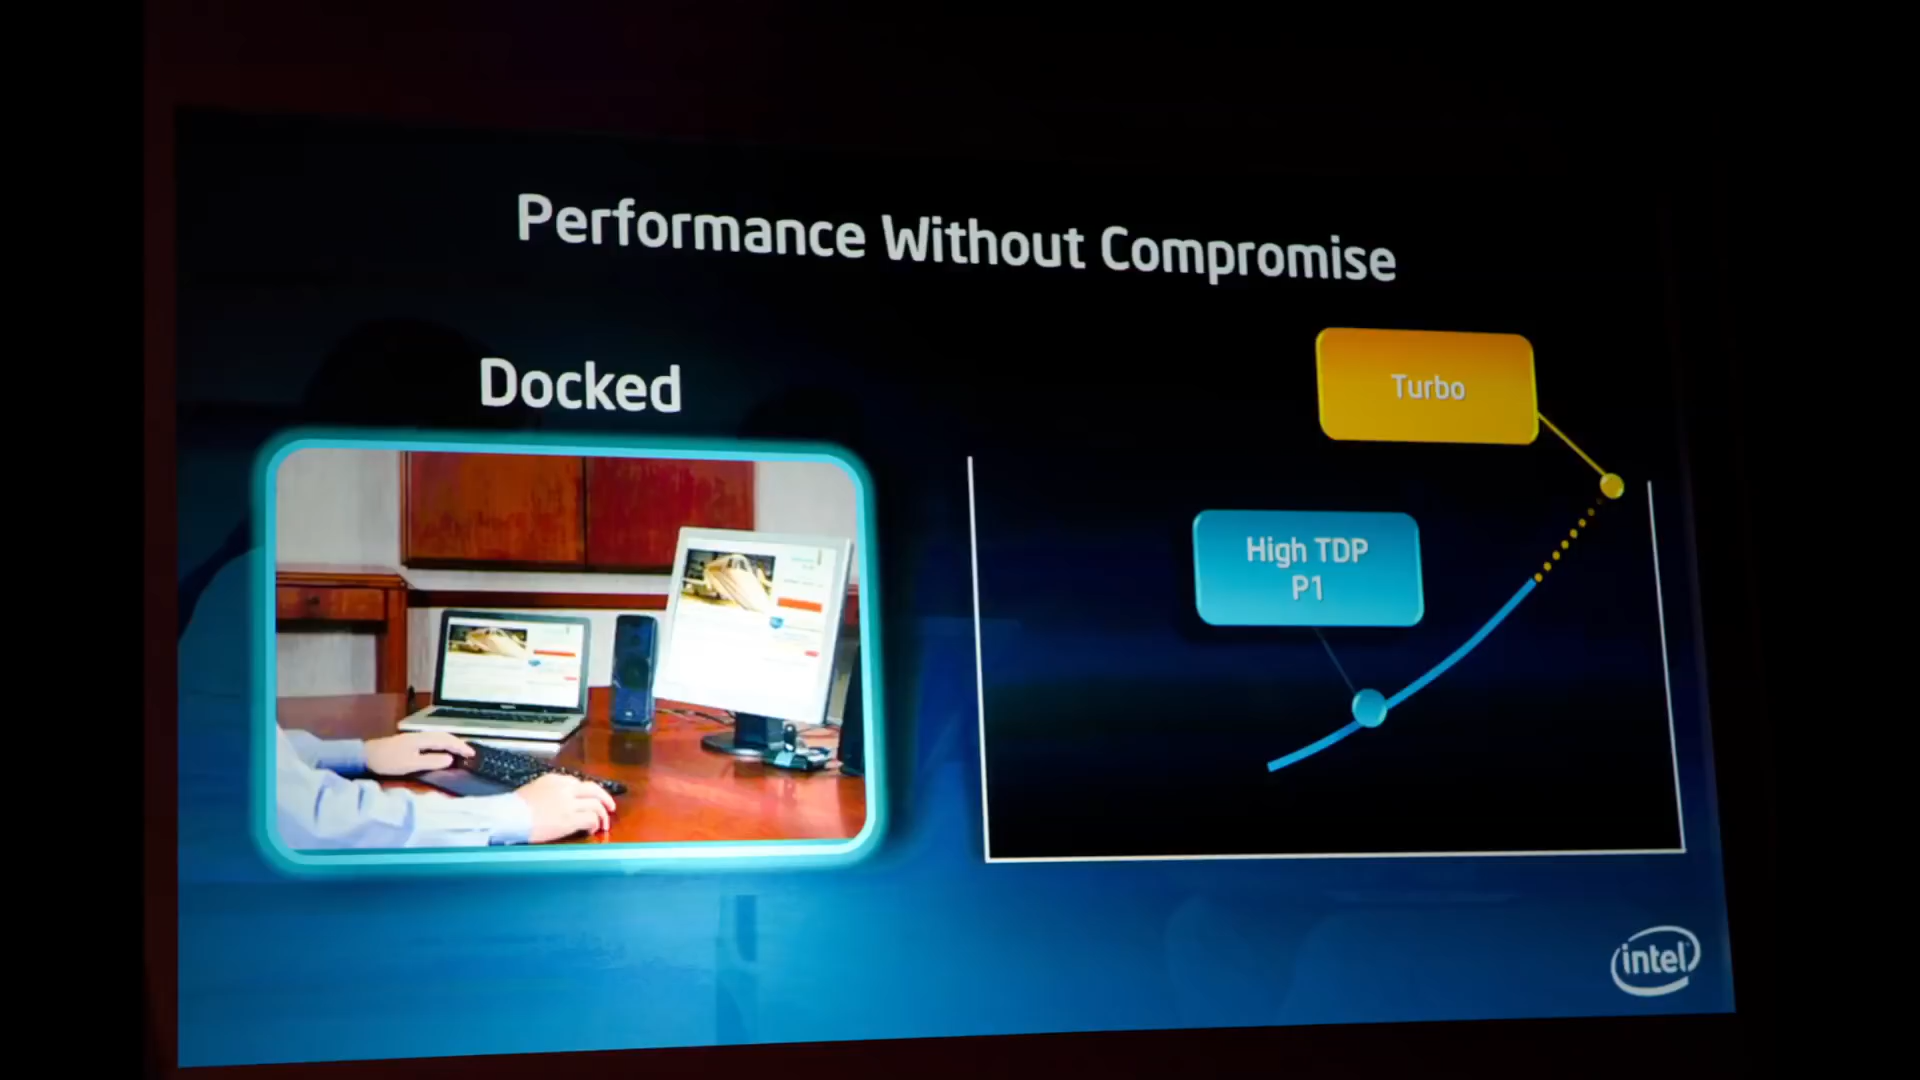 Performance Without Compromise
Docked
Turbo
High TDP
P1
intel